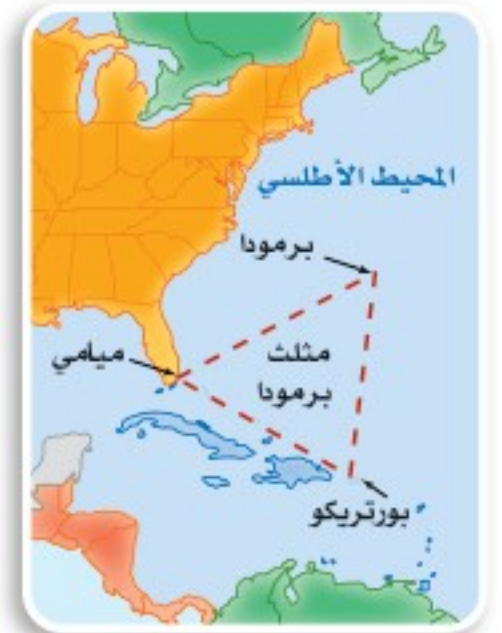 المحيط الأطلسي
برمودا
ميامي
مثلث
برمودا
بورتريكو